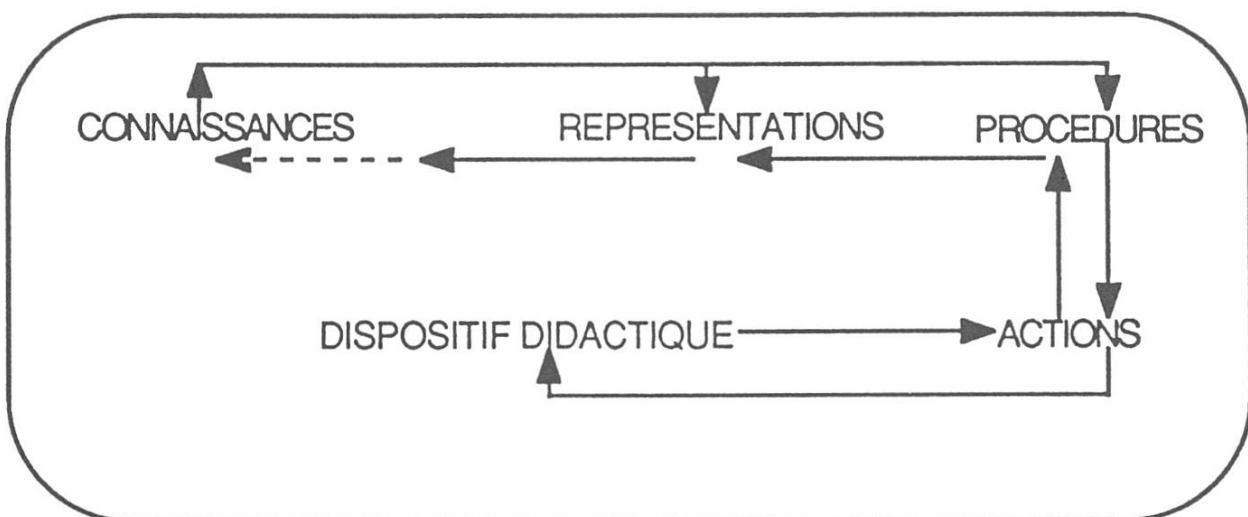 CONNAISSANCES REPRESENTATIONS PROCEDURES
DISPOSITIF DIDACTIQUE ACTIONS